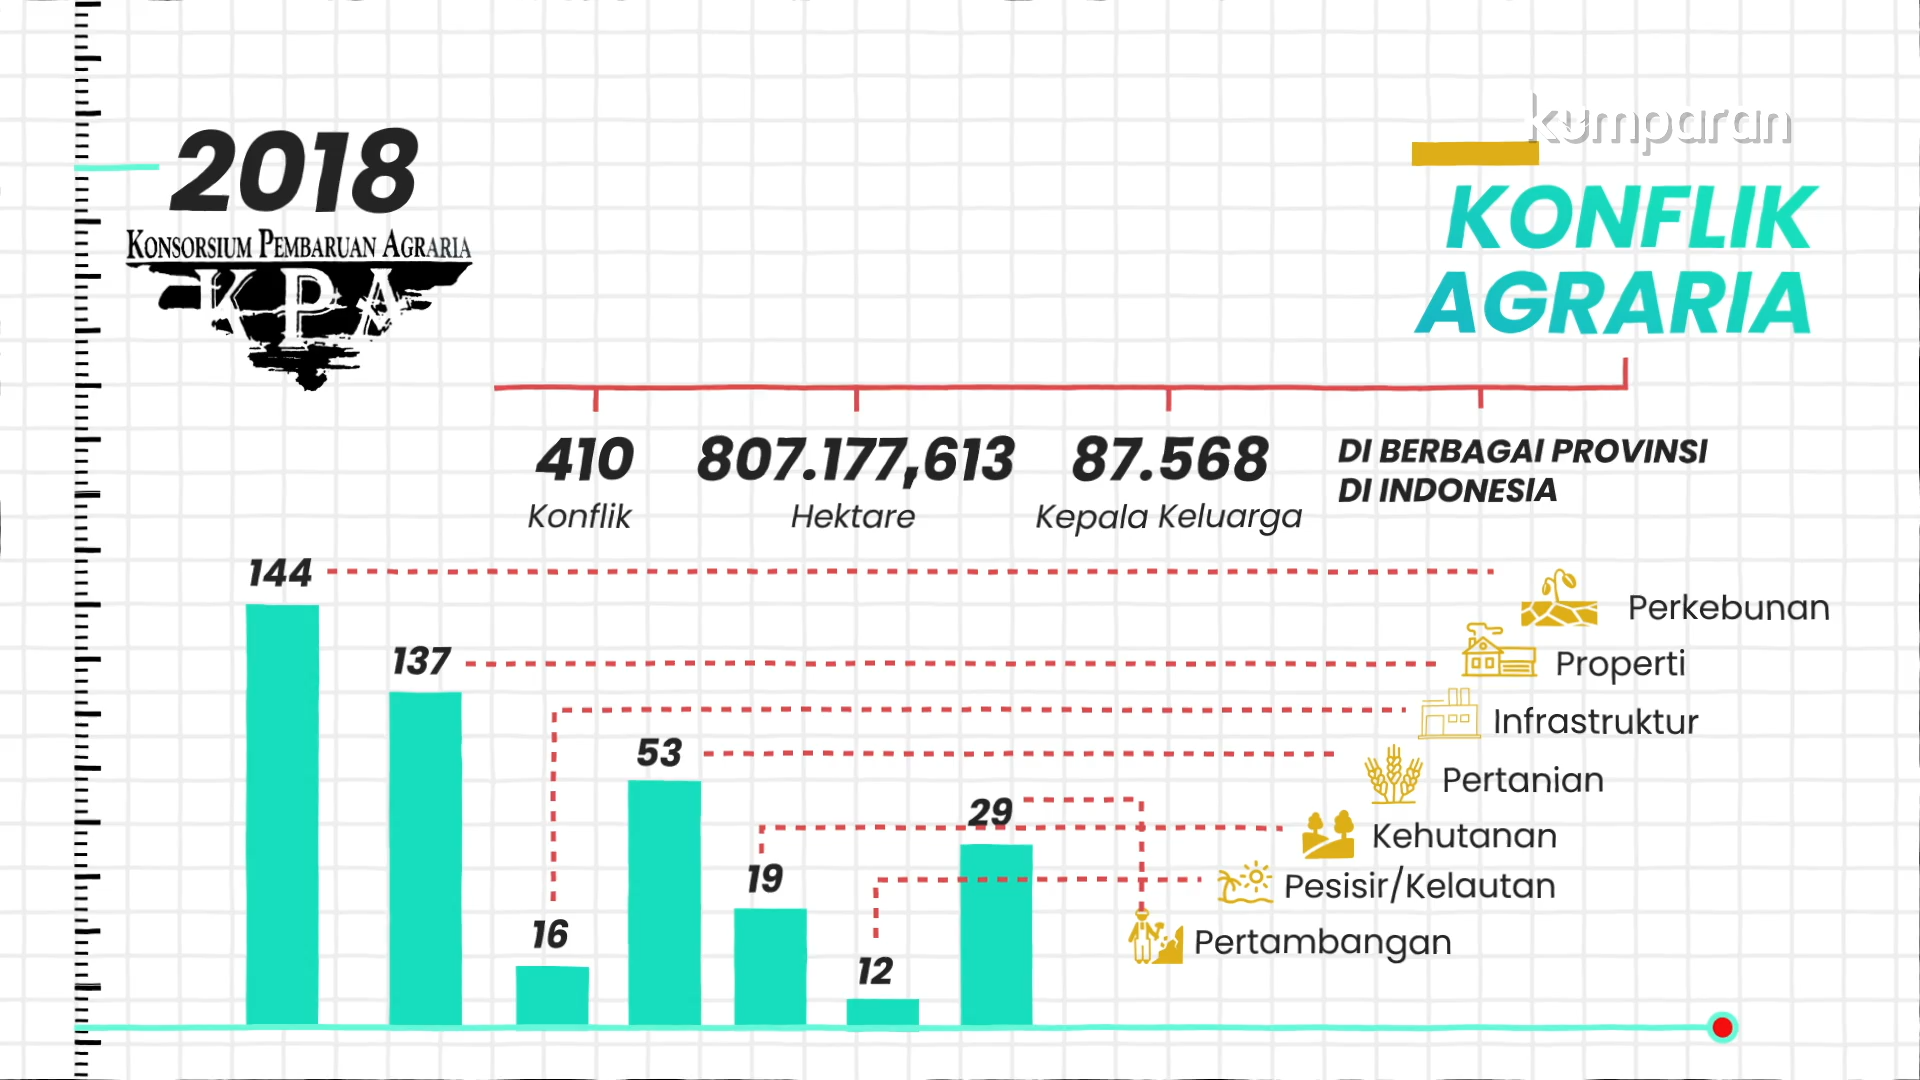 2018
KONSORSIUM PEMBARUAN AGRARIA
KPA
kumparan
KONFLIK
AGRARIA
410
Konflik
807.177,613
Hektare
87.568
Kepala Keluarga
DI BERBAGAI PROVINSI
DI INDONESIA
144
Perkebunan
137
Properti
16
Infrastruktur
53
Pertanian
19
Kehutanan
12
Pesisir/Kelautan
29
Pertambangan